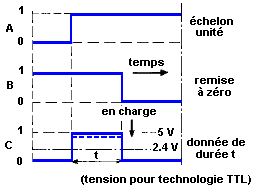 1
A
0
échelon
unité
1
B
0
temps
remise
à zéro
en charge
1
C
0
5 V
2.4 V
t
donnée de
durée t
(tension pour technologie TTL)